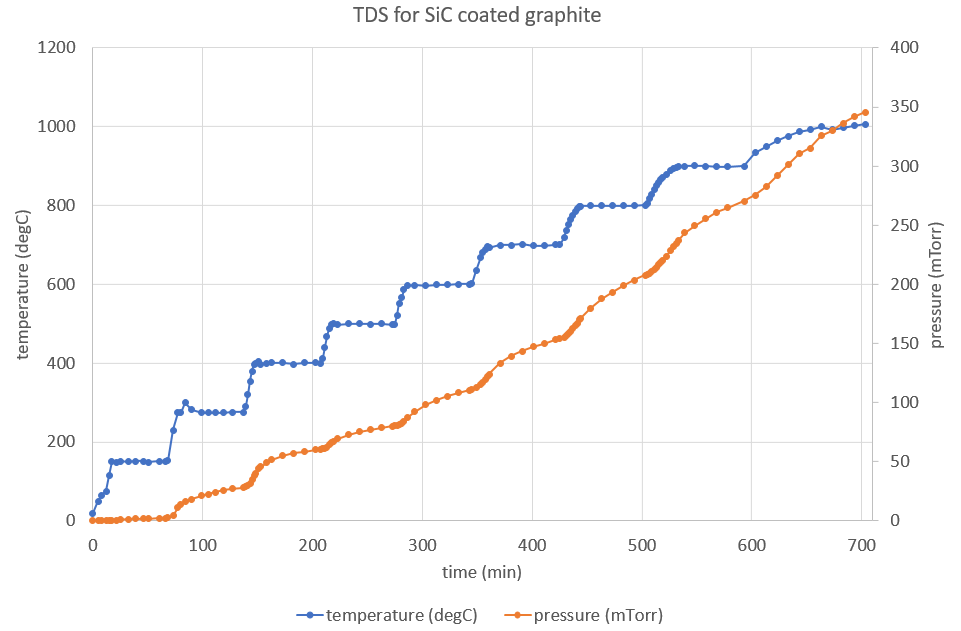 TDS for SiC coated graphite
1200
1000
800
600
400
200
0
temperature (degC)
400
350
300
250
200
150
100
50
0
pressure (mTorr)
0 100 200 300 400 500 600 700
time (min)
temperature (degC) pressure (mTorr)